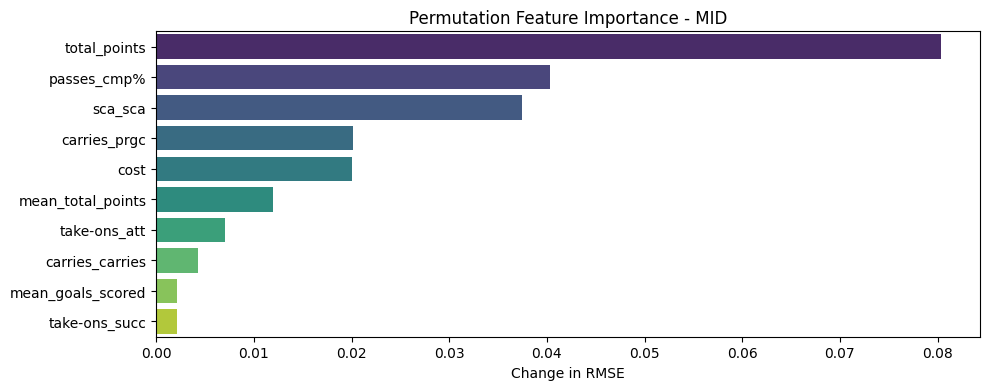 Permutation Feature Importance - MID
total_points
passes_cmp%
sca_sca
carries_prgc
cost
mean_total_points
take-ons_att
carries_carries
mean_goals_scored
take-ons_succ
0.00 0.01 0.02 0.03 0.04 0.05 0.06 0.07 0.08
Change in RMSE